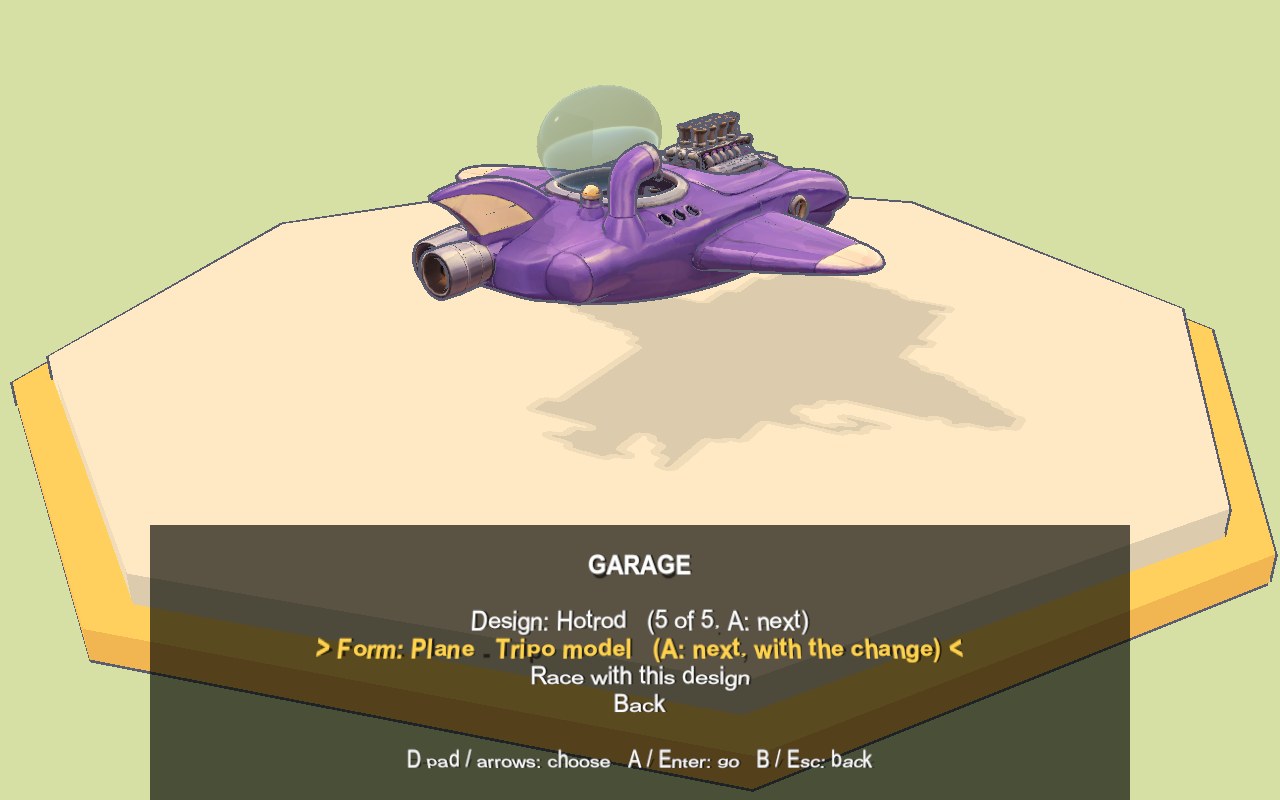 GARAGE
Design: Hotrod (5 of 5. A: next)
> Form: Plane - Tripo model (A: next, with the change) <
Race with this design
Back
D pad / arrows: choose A / Enter: go B / Esc: back